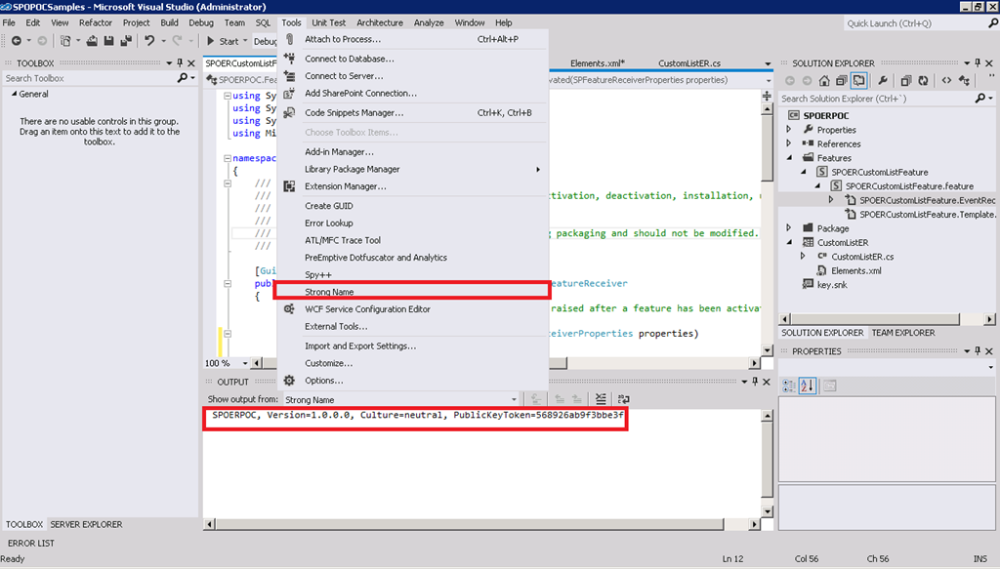 SPOPOCSamples - Microsoft Visual Studio (Administrator)
File Edit View Refactor Project Build Debug Team SQL Tools Unit Test Architecture Analyze Window Help
Quick Launch (Ctrl+Q)
Start Debug
TOOLBOX
Search Toolbox
General
There are no usable controls in this group.
Drag an item onto this text to add it to the
toolbox.
TOOLBOX SERVER EXPLORER
ERROR LIST
Ready
Attach to Process... Ctrl+Alt+P
Connect to Database...
Connect to Server...
Add SharePoint Connection...
Code Snippets Manager... Ctrl+K, Ctrl+B
Choose Toolbox Items...
Add-in Manager...
Library Package Manager
Extension Manager...
Create GUID
Error Lookup
ATL/MFC Trace Tool
PreEmptive Dotfuscator and Analytics
Spy++
Strong Name
WCF Service Configuration Editor
External Tools...
Import and Export Settings...
Customize...
Options...
SPOERCustomListF Elements.xml* CustomListER.cs
SPOERPOC.Fea vated(SPFeatureReceiverProperties properties)
using Sy
using Sy
using Sy
using Mi
namespac
{
///
/// tivation, deactivation, installation,
///
///
/// packaging and should not be modified.
///
[Gui
publ eatureReceiver
{
raised after a feature has been activa
eiverProperties properties)
100 %
OUTPUT
Show output from: Strong Name
SPOERPOC, Version=1.0.0.0, Culture=neutral, PublicKeyToken=568926ab9f3bbe3f
SOLUTION EXPLORER
Search Solution Explorer (Ctrl+`)
SPOERPOC
Properties
References
Features
SPOERCustomListFeature
SPOERCustomListFeature.feature
SPOERCustomListFeature.EventRec
SPOERCustomListFeature.Template.
Package
CustomListER
CustomListER.cs
Elements.xml
key.snk
SOLUTION EXPLORER TEAM EXPLORER
PROPERTIES
Ln 12 Col 56 Ch 56 INS